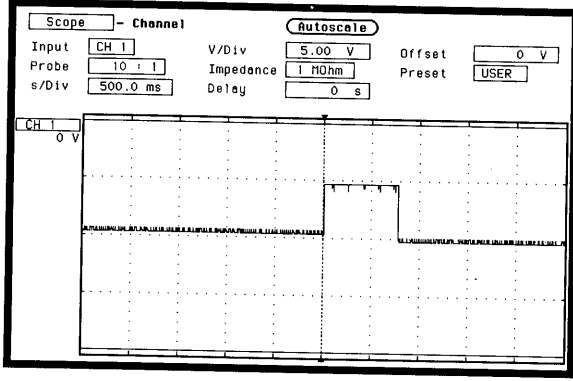 Scope - Channel Autoscale
Input CH 1 V/Div 5.00 V Offset 0 V
Probe 10 : 1 Impedance 1 MOhm Preset USER
s/Div 500.0 ms Delay 0 s
CH 1
0 V